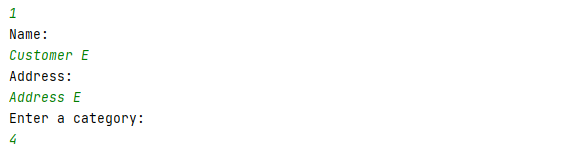 1
Name:
Customer E
Address:
Address E
Enter a category:
4